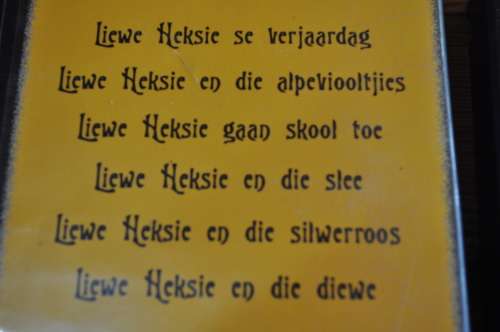 Liewe Heksie se verjaardag
Liewe Heksie en die alpeviooltjies
Liewe Heksie gaan skool toe
Liewe Heksie en die slee
Liewe Heksie en die silwerroos
Liewe Heksie en die diewe